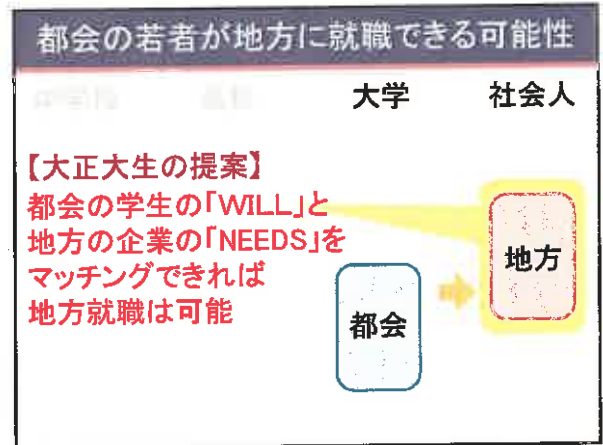 都会の若者が地方に就職できる可能性
大学 社会人
【大正大生の提案】
都会の学生の「WILL」と
地方の企業の「NEEDS」を
マッチングできれば
地方就職は可能
地方
都会